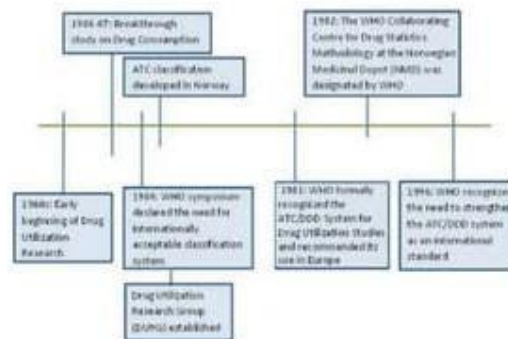 1966-67: Breakthrough
study on Drug Consumption
ATC classification
developed in Norway
1982: The WHO Collaborating
Centre for Drug Statistics
Methodology at the Norwegian
Medicinal Depot (NMD) was
designated by WHO
1960s: Early
beginning of Drug
Utilization
Research
1969: WHO symposium
declared the need for
internationally
acceptable classification
system
Drug Utilization
Research Group
(DURG) established
1981: WHO formally
recognized the
ATC/DDD System for
Drug Utilization Studies
and recommended its
use in Europe
1996: WHO recognized
the need to strengthen
the ATC/DDD system
as an international
standard